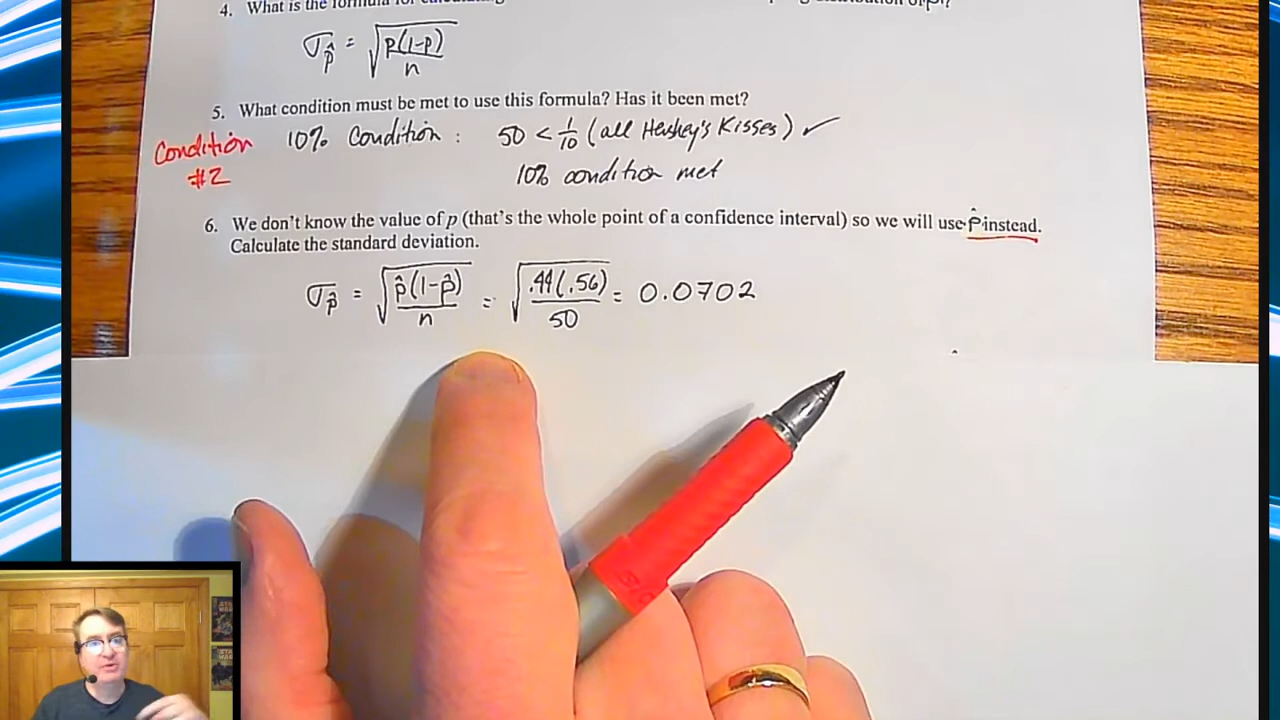 4. What is the formula for calculating
σp̂ = √p(1-p)/n
5. What condition must be met to use this formula? Has it been met?
Condition #2
10% Condition : 50 < 1/10 (all Hershey's Kisses) ✓
10% condition met
6. We don't know the value of p (that's the whole point of a confidence interval) so we will use p̂ instead.
Calculate the standard deviation.
σp̂ = √p̂(1-p̂)/n = √.44(.56)/50 = 0.0702